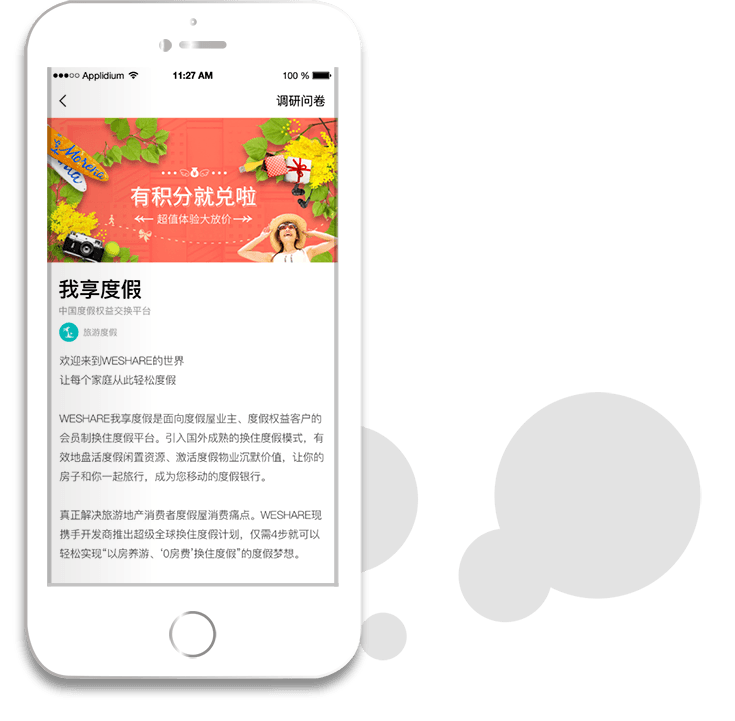 Applidium 11:27 AM 100 %
调研问卷
Morena
有积分就兑啦
超值体验大放价
我享度假
中国度假权益交换平台
旅游度假
欢迎来到WESHARE的世界
让每个家庭从此轻松度假
WESHARE我享度假是面向度假屋业主、度假权益客户的
会员制换住度假平台。引入国外成熟的换住度假模式，有
效地盘活度假闲置资源、激活度假物业沉默价值，让你的
房子和你一起旅行，成为您移动的度假银行。
真正解决旅游地产消费者度假屋消费痛点。WESHARE现
携手开发商推出超级全球换住度假计划，仅需4步就可以
轻松实现“以房养游、‘0房费’换住度假”的度假梦想。